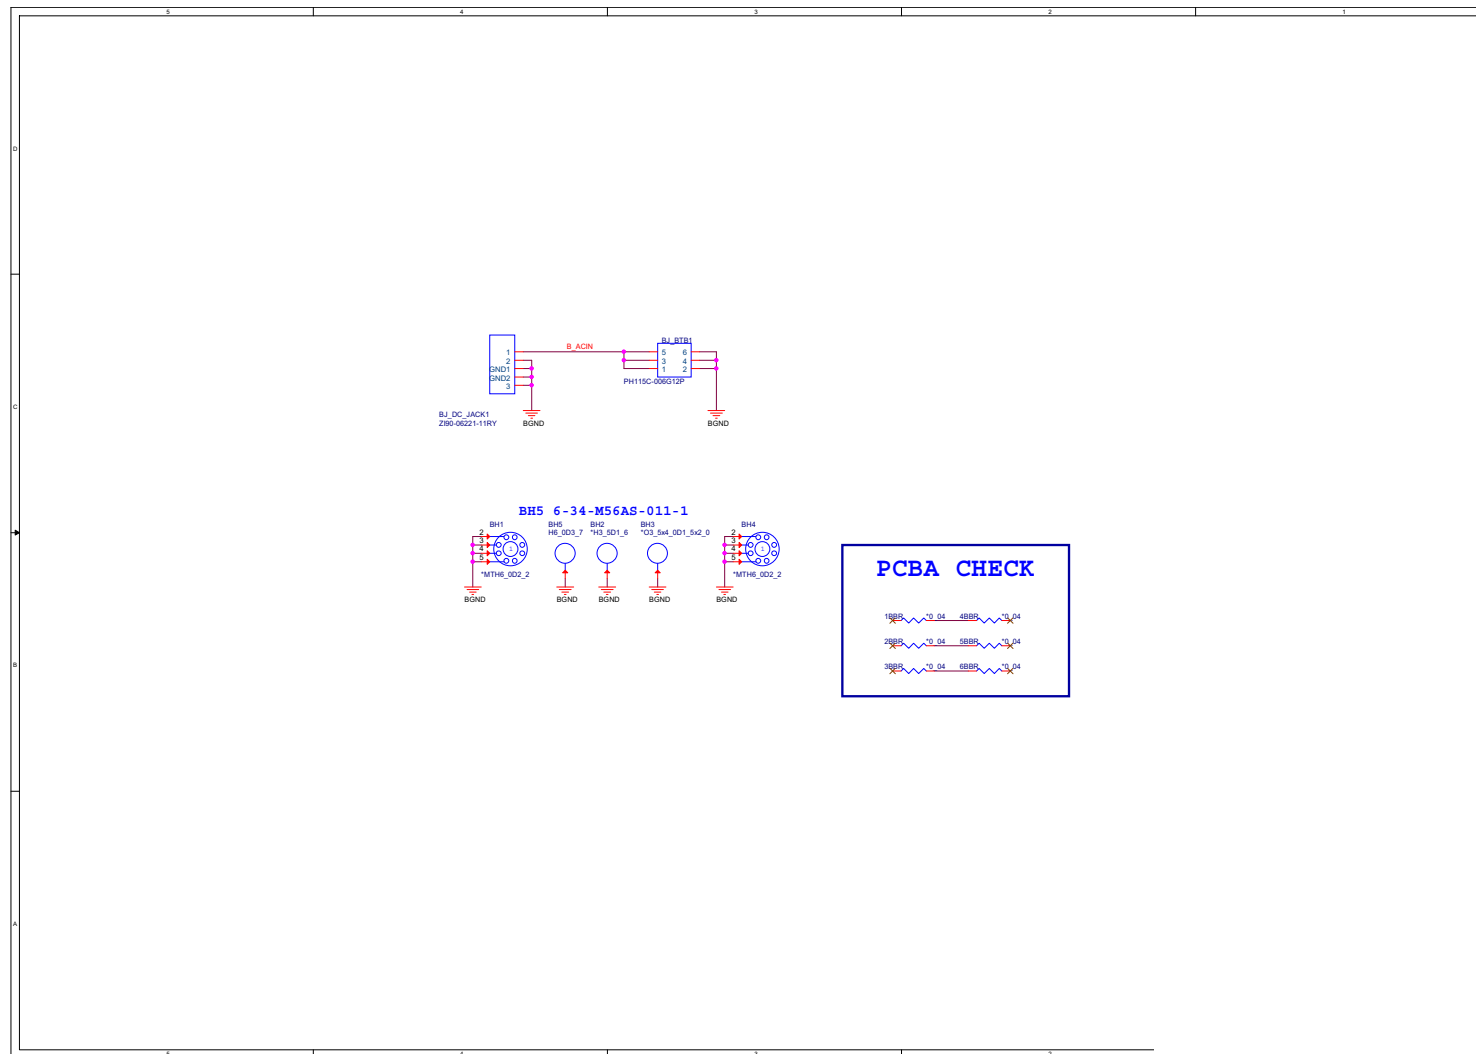 5 4 3 2 1
D
C
B
A
1
2
GND1
GND2
3
B_ACIN
BJ_BTB1
5 6
3 4
1 2
PH115C-006G12P
BJ_DC_JACK1
ZI90-06221-11RY
BGND
BGND
BH5 6-34-M56AS-011-1
BH1
2
3
4
5
1
*MTH6_0D2_2
BGND
BH5
H6_0D3_7
BGND
BH2
*H3_5D1_6
BGND
BH3
*O3_5x4_0D1_5x2_0
BGND
BH4
2
3
4
5
1
*MTH6_0D2_2
BGND
PCBA CHECK
1BBR *0_04 4BBR *0_04
2BBR *0_04 5BBR *0_04
3BBR *0_04 6BBR *0_04